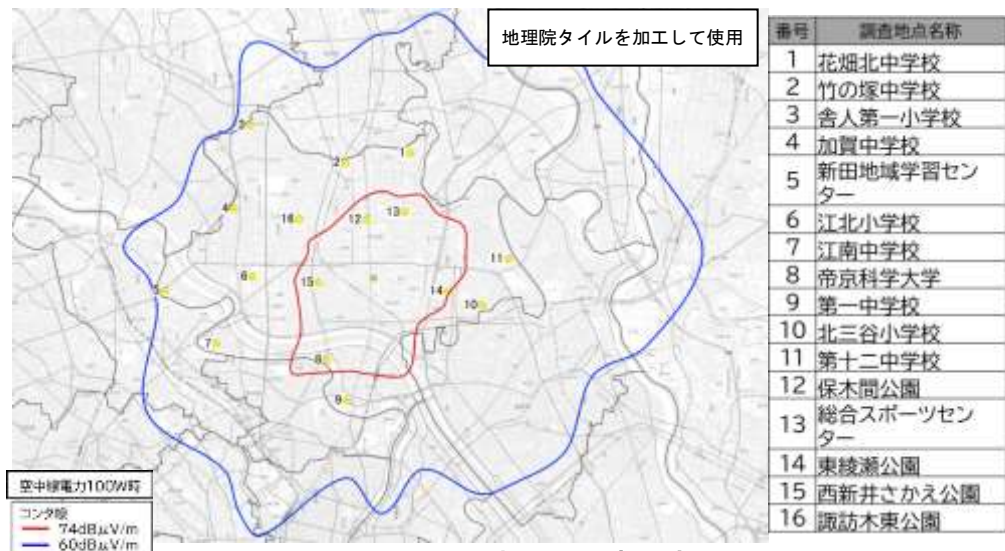 地理院タイルを加工して使用
3
2
1
4
16
12
13
11
6
15
5
14
10
7
8
9
空中線電力100W時
コンタ線
74dBμV/m
60dBμV/m
番号 調査地点名称
1 花畑北中学校
2 竹の塚中学校
3 舎人第一小学校
4 加賀中学校
5 新田地域学習セン
ター
6 江北小学校
7 江南中学校
8 帝京科学大学
9 第一中学校
10 北三谷小学校
11 第十二中学校
12 保木間公園
13 総合スポーツセン
ター
14 東綾瀬公園
15 西新井さかえ公園
16 諏訪木東公園